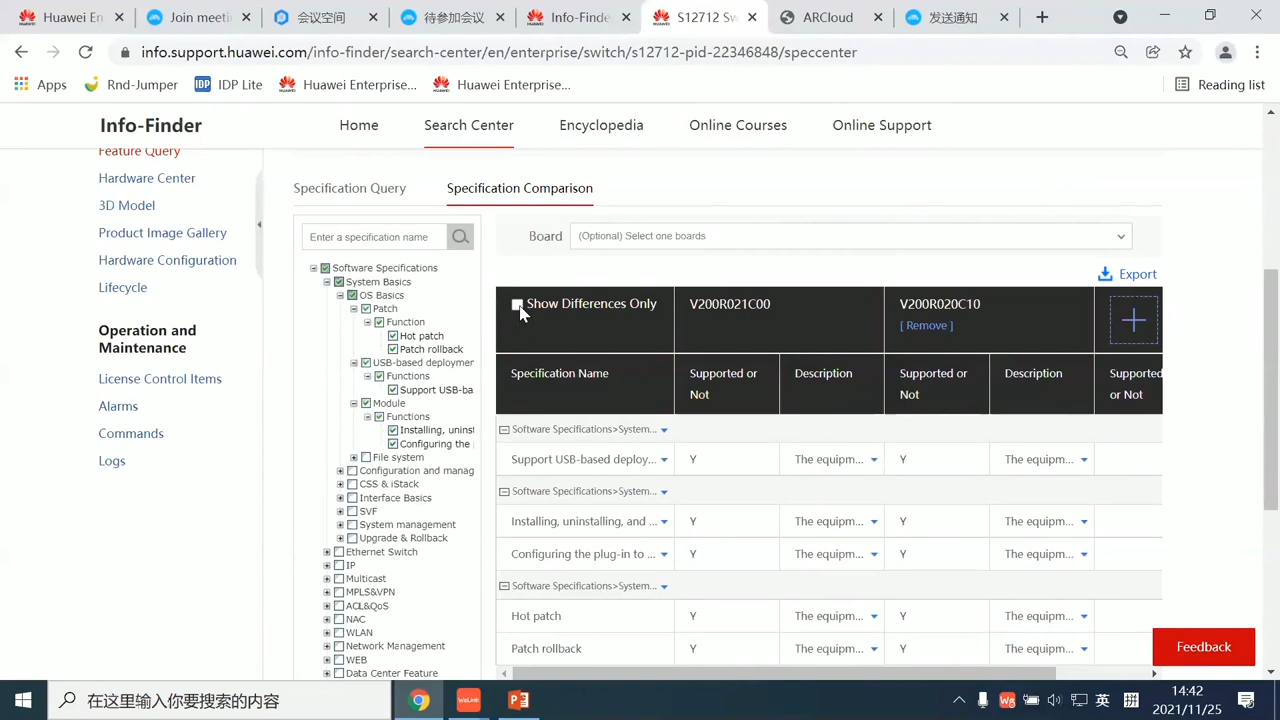 Huawei En
Join meeti
会议空间
待参加会议
Info-Finde
S12712 Sw
ARCloud
发送通知
info.support.huawei.com/info-finder/search-center/en/enterprise/switch/s12712-pid-22346848/speccenter
Apps
Rnd-Jumper
IDP
IDP Lite
Huawei Enterprise...
Huawei Enterprise...
Reading list
Info-Finder
Home
Search Center
Encyclopedia
Online Courses
Online Support
Feature Query
Hardware Center
3D Model
Product Image Gallery
Hardware Configuration
Lifecycle
Operation and
Maintenance
License Control Items
Alarms
Commands
Logs
Specification Query
Specification Comparison
Enter a specification name
Software Specifications
System Basics
OS Basics
Patch
Function
Hot patch
Patch rollback
USB-based deploymer
Functions
Support USB-ba
Module
Functions
Installing, unins
Configuring the
File system
Configuration and manag
CSS & iStack
Interface Basics
SVF
System management
Upgrade & Rollback
Ethernet Switch
IP
Multicast
MPLS&VPN
ACL&QoS
NAC
WLAN
Network Management
WEB
Data Center Feature
Board
(Optional) Select one boards
Export
Show Differences Only
V200R021C00
V200R020C10
[ Remove ]
Specification Name
Supported or
Not
Description
Supported or
Not
Description
Supported
or Not
Software Specifications>System...
Support USB-based deploy...
Y
The equipm...
Y
The equipm...
Software Specifications>System...
Installing, uninstalling, and ...
Y
The equipm...
Y
The equipm...
Configuring the plug-in to ...
Y
The equipm...
Y
The equipm...
Software Specifications>System...
Hot patch
Y
The equipm...
Y
The equipm...
Patch rollback
Y
The equipm...
Y
The equipm...
Feedback
在这里输入你要搜索的内容
WeLink
英
拼
14:42
2021/11/25